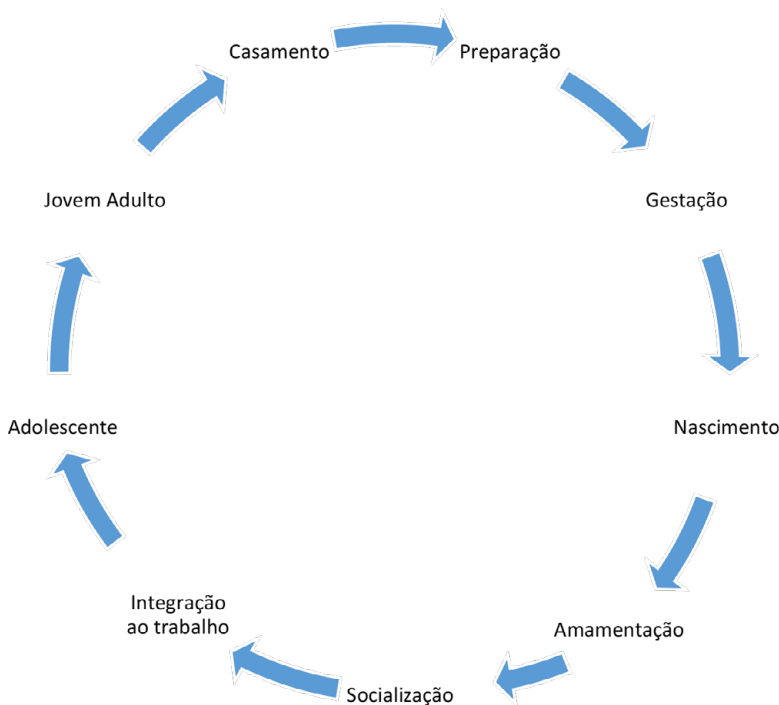 Casamento
Preparação
Gestação
Nascimento
Amamentação
Socialização
Integração
ao trabalho
Adolescente
Jovem Adulto